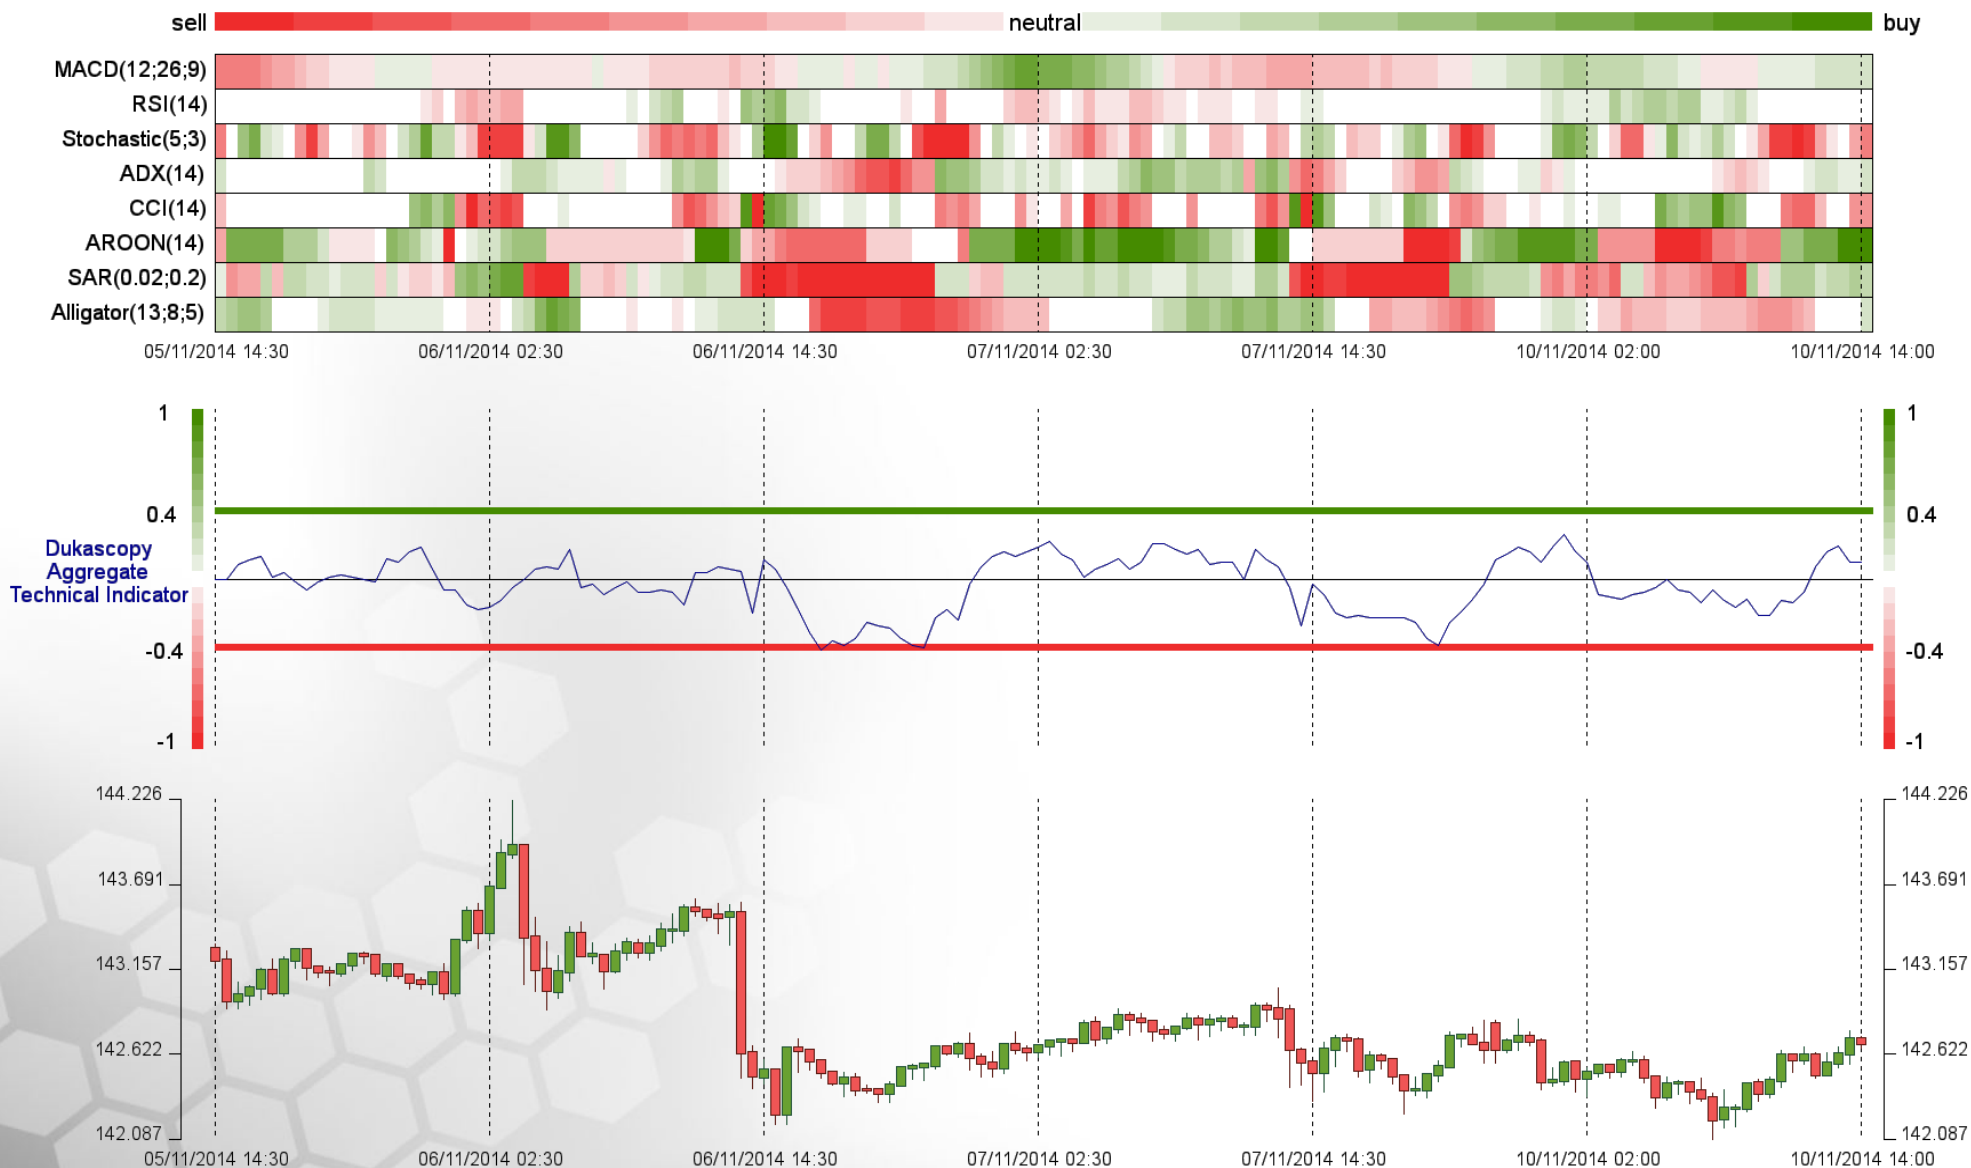 sell neutral buy
MACD(12;26;9)
RSI(14)
Stochastic(5;3)
ADX(14)
CCI(14)
AROON(14)
SAR(0.02;0.2)
Alligator(13;8;5)
05/11/2014 14:30 06/11/2014 02:30 06/11/2014 14:30 07/11/2014 02:30 07/11/2014 14:30 10/11/2014 02:00 10/11/2014 14:00
1 1
0.4 0.4
Dukascopy
Aggregate
Technical Indicator
-0.4 -0.4
-1 -1
144.226 144.226
143.691 143.691
143.157 143.157
142.622 142.622
142.087 142.087
05/11/2014 14:30 06/11/2014 02:30 06/11/2014 14:30 07/11/2014 02:30 07/11/2014 14:30 10/11/2014 02:00 10/11/2014 14:00